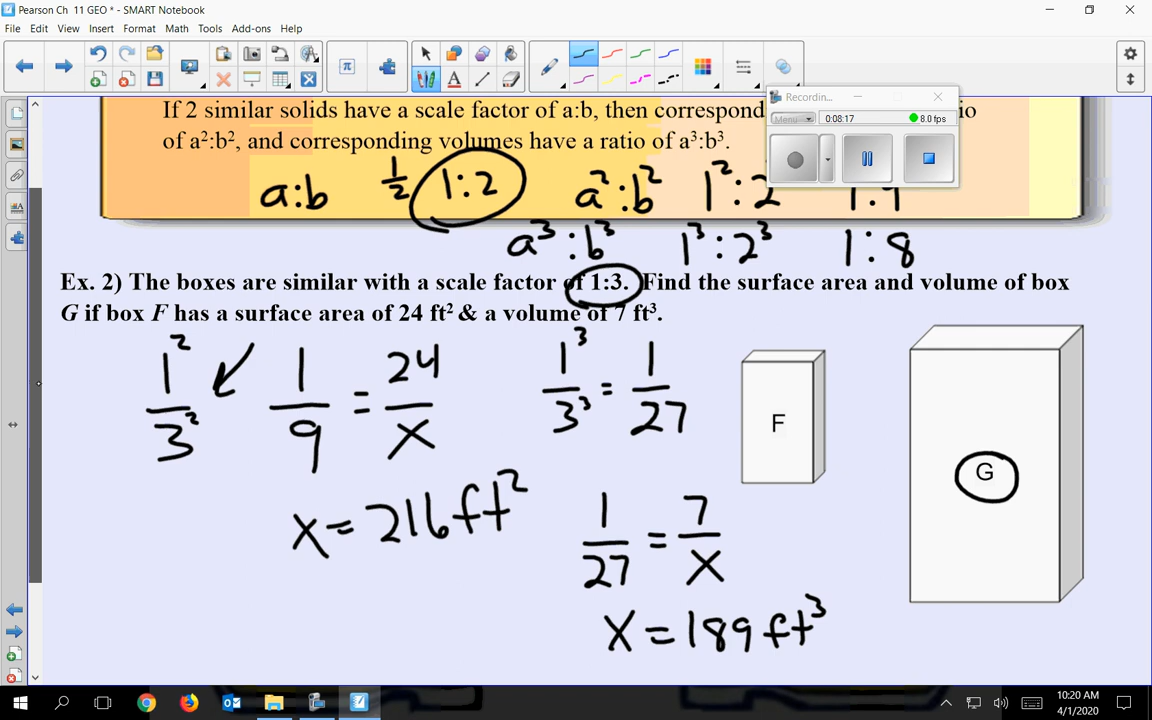 Pearson Ch 11 GEO * - SMART Notebook
File Edit View Insert Format Math Tools Add-ons Help
Recordin...
Menu 0:08:17 8.0 fps
If 2 similar solids have a scale factor of a:b, then correspond io
of a²:b², and corresponding volumes have a ratio of a³:b³.
a:b 1/2 1:2 a²:b² 1²:2
a³:b³ 1³:2³ 1:8
Ex. 2) The boxes are similar with a scale factor of 1:3. Find the surface area and volume of box
G if box F has a surface area of 24 ft² & a volume of 7 ft³.
1²/3² 1/9 = 24/x
x = 216 ft²
1³/3³ = 1/27
1/27 = 7/x
x = 189 ft³
F
G
10:20 AM
4/1/2020